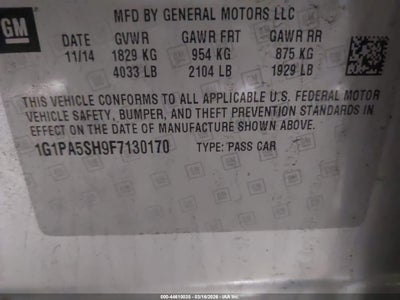 GM
MFD BY GENERAL MOTORS LLC
DATE GVWR GAWR FRT GAWR RR
11/14 1829 KG 954 KG 875 KG
4033 LB 2104 LB 1929 LB
THIS VEHICLE CONFORMS TO ALL APPLICABLE U.S. FEDERAL MOTOR
VEHICLE SAFETY, BUMPER, AND THEFT PREVENTION STANDARDS
IN EFFECT ON THE DATE OF MANUFACTURE SHOWN ABOVE.
1G1PA5SH9F7130170 TYPE: PASS CAR